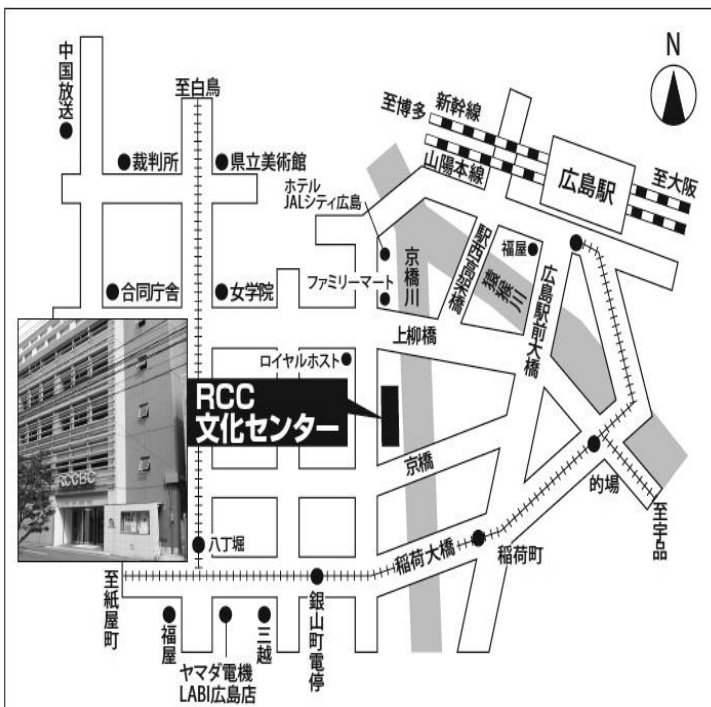 中国放送
至白鳥
N
新幹線
至博多
山陽本線
広島駅
至大阪
裁判所
県立美術館
ホテル
JALシティ広島
京橋川
駅西高架橋
福屋
猿猴川
広島駅前大橋
合同庁舎
女学院
ファミリーマート
上柳橋
ロイヤルホスト
RCC
文化センター
RCCBC
京橋
的場
至宇品
八丁堀
稲荷大橋
稲荷町
至紙屋町
福屋
ヤマダ電機
LABI広島店
三越
銀山町電停